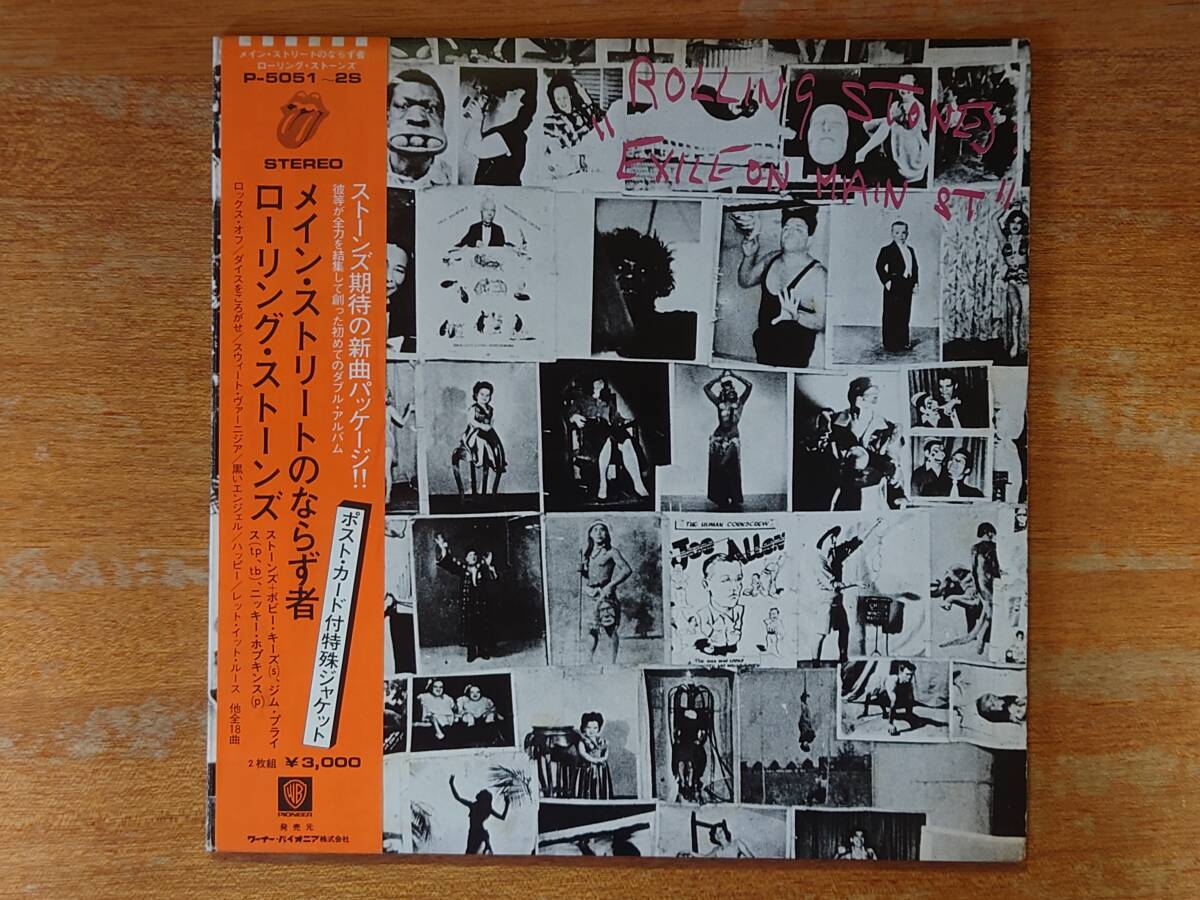 メイン・ストリートのならず者
ローリング・ストーンズ
P-5051~2S
STEREO
ストーンズ期待の新曲パッケージ!!
彼等が全力を結集して創った初めてのダブル・アルバム
メイン・ストリートのならず者
ローリング・ストーンズ
ストーンズ+ボビー・キーズ(s)、ジム・プライ
ス(tp、tb)、ニッキー・ホプキンス(p)
ロックス・オフ/ダイスをころがせ/スウィート・ヴァージニア/黒いエンジェル/ハッピー/レット・イット・ルース 他全18曲
ポスト・カード付特殊ジャケット
2枚組 ¥3,000
WB
PIONEER
発売元
ワーナー・パイオニア株式会社
ROLLING STONES
"EXILE ON MAIN ST"
"THE HUMAN CORKSCREW"
Joe Allen